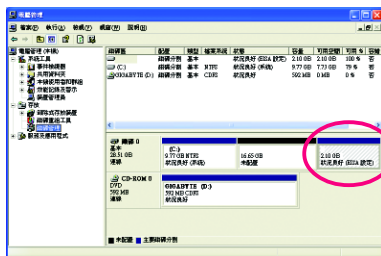 電腦管理
檔案(F) 執行(A) 檢視(V) 視窗(W) 說明(H)
電腦管理 (本機)
系統工具
事件檢視器
共用資料夾
本機使用者和群組
效能記錄及警示
裝置管理員
存放
卸除式存放裝置
磁碟重組工具
磁碟管理
服務及應用程式
磁碟區 配置 類型 檔案系統 狀態 容量 可用空間 可用 % 容錯
磁碟分割 基本 狀況良好 (EISA 設定) 2.10 GB 2.10 GB 100 % 否
(C:) 磁碟分割 基本 NTFS 狀況良好 (系統) 9.77 GB 7.73 GB 79 % 否
GIGABYTE (D:) 磁碟分割 基本 CDFS 狀況良好 592 MB 0 MB 0 % 否
磁碟 0
基本
28.51 GB
連線
(C:)
9.77 GB NTFS
狀況良好 (系統)
16.65 GB
未配置
2.10 GB
狀況良好 (EISA 設定)
CD-ROM 0
DVD
592 MB
連線
GIGABYTE (D:)
592 MB CDFS
狀況良好
未配置 主要磁碟分割